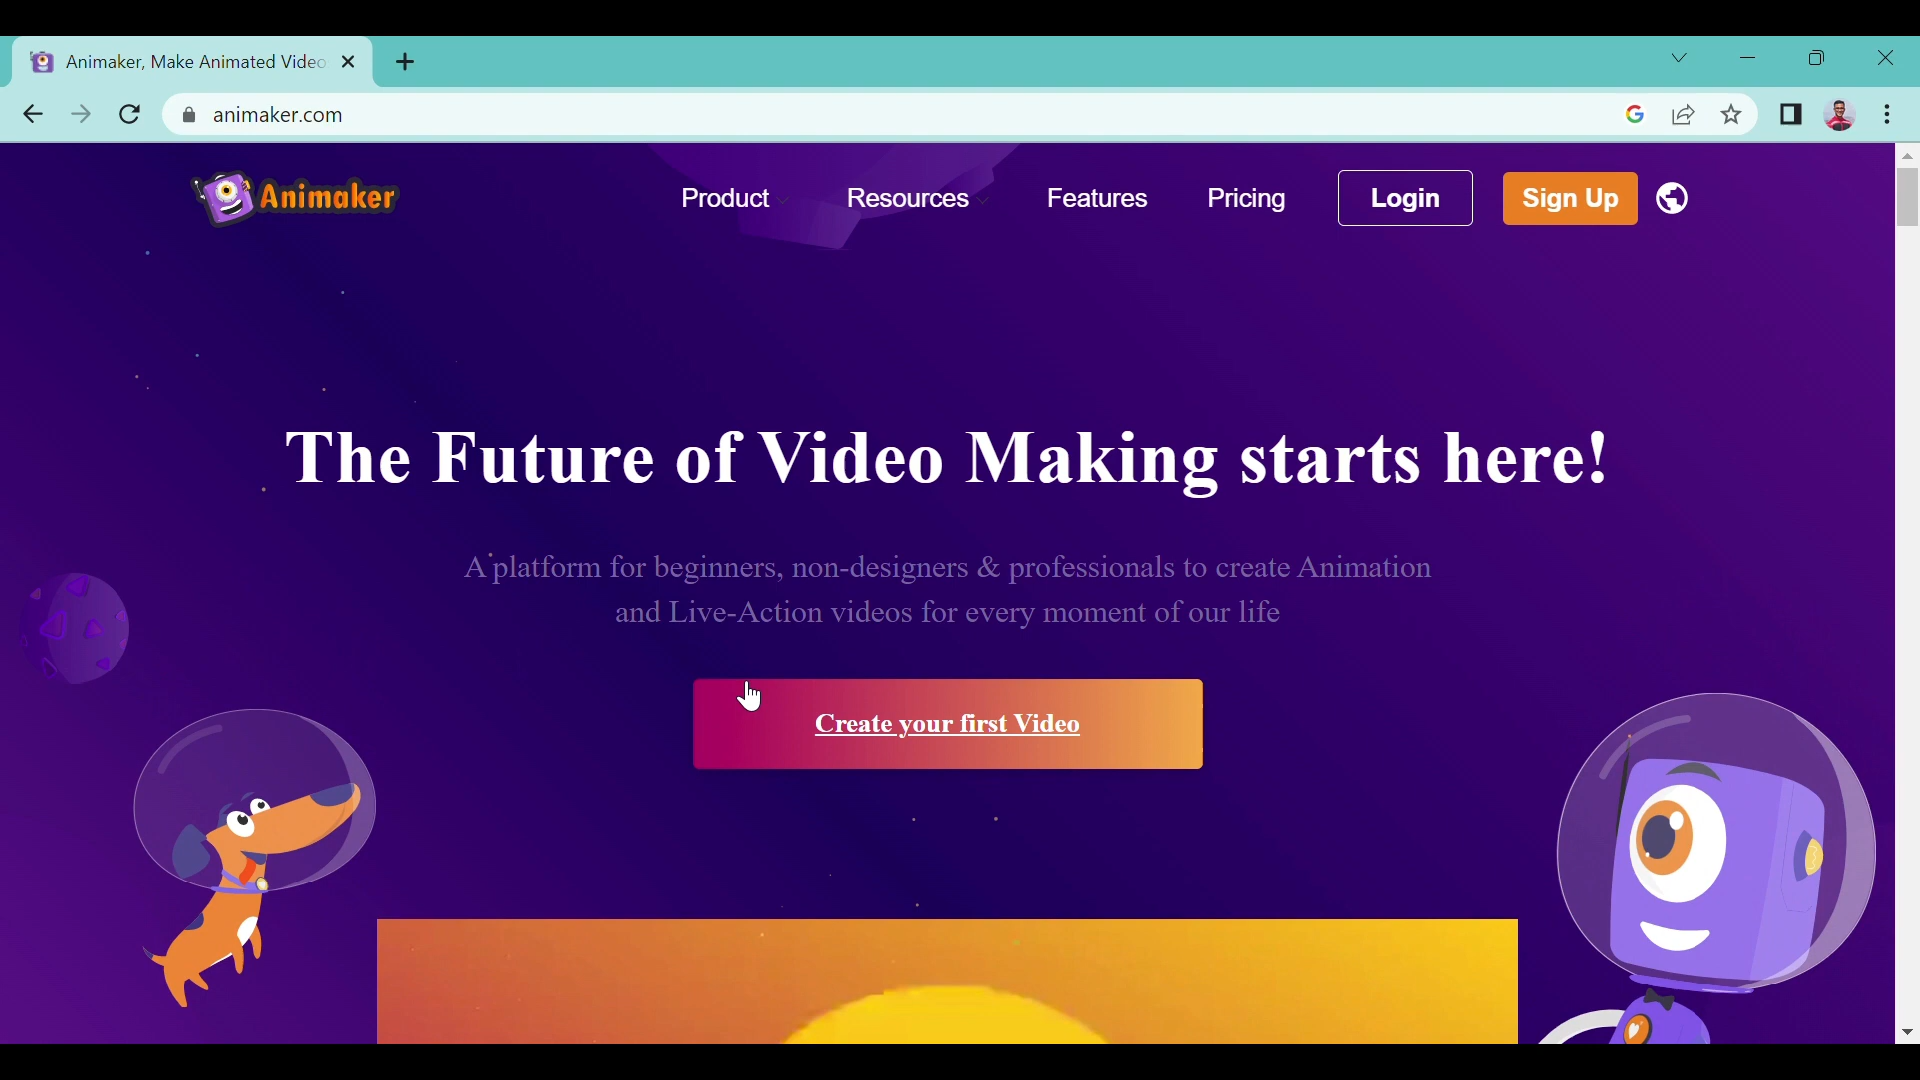 Animaker, Make Animated Video
animaker.com
Animaker
Product
Resources
Features
Pricing
Login
Sign Up
The Future of Video Making starts here!
A platform for beginners, non-designers & professionals to create Animation
and Live-Action videos for every moment of our life
Create your first Video